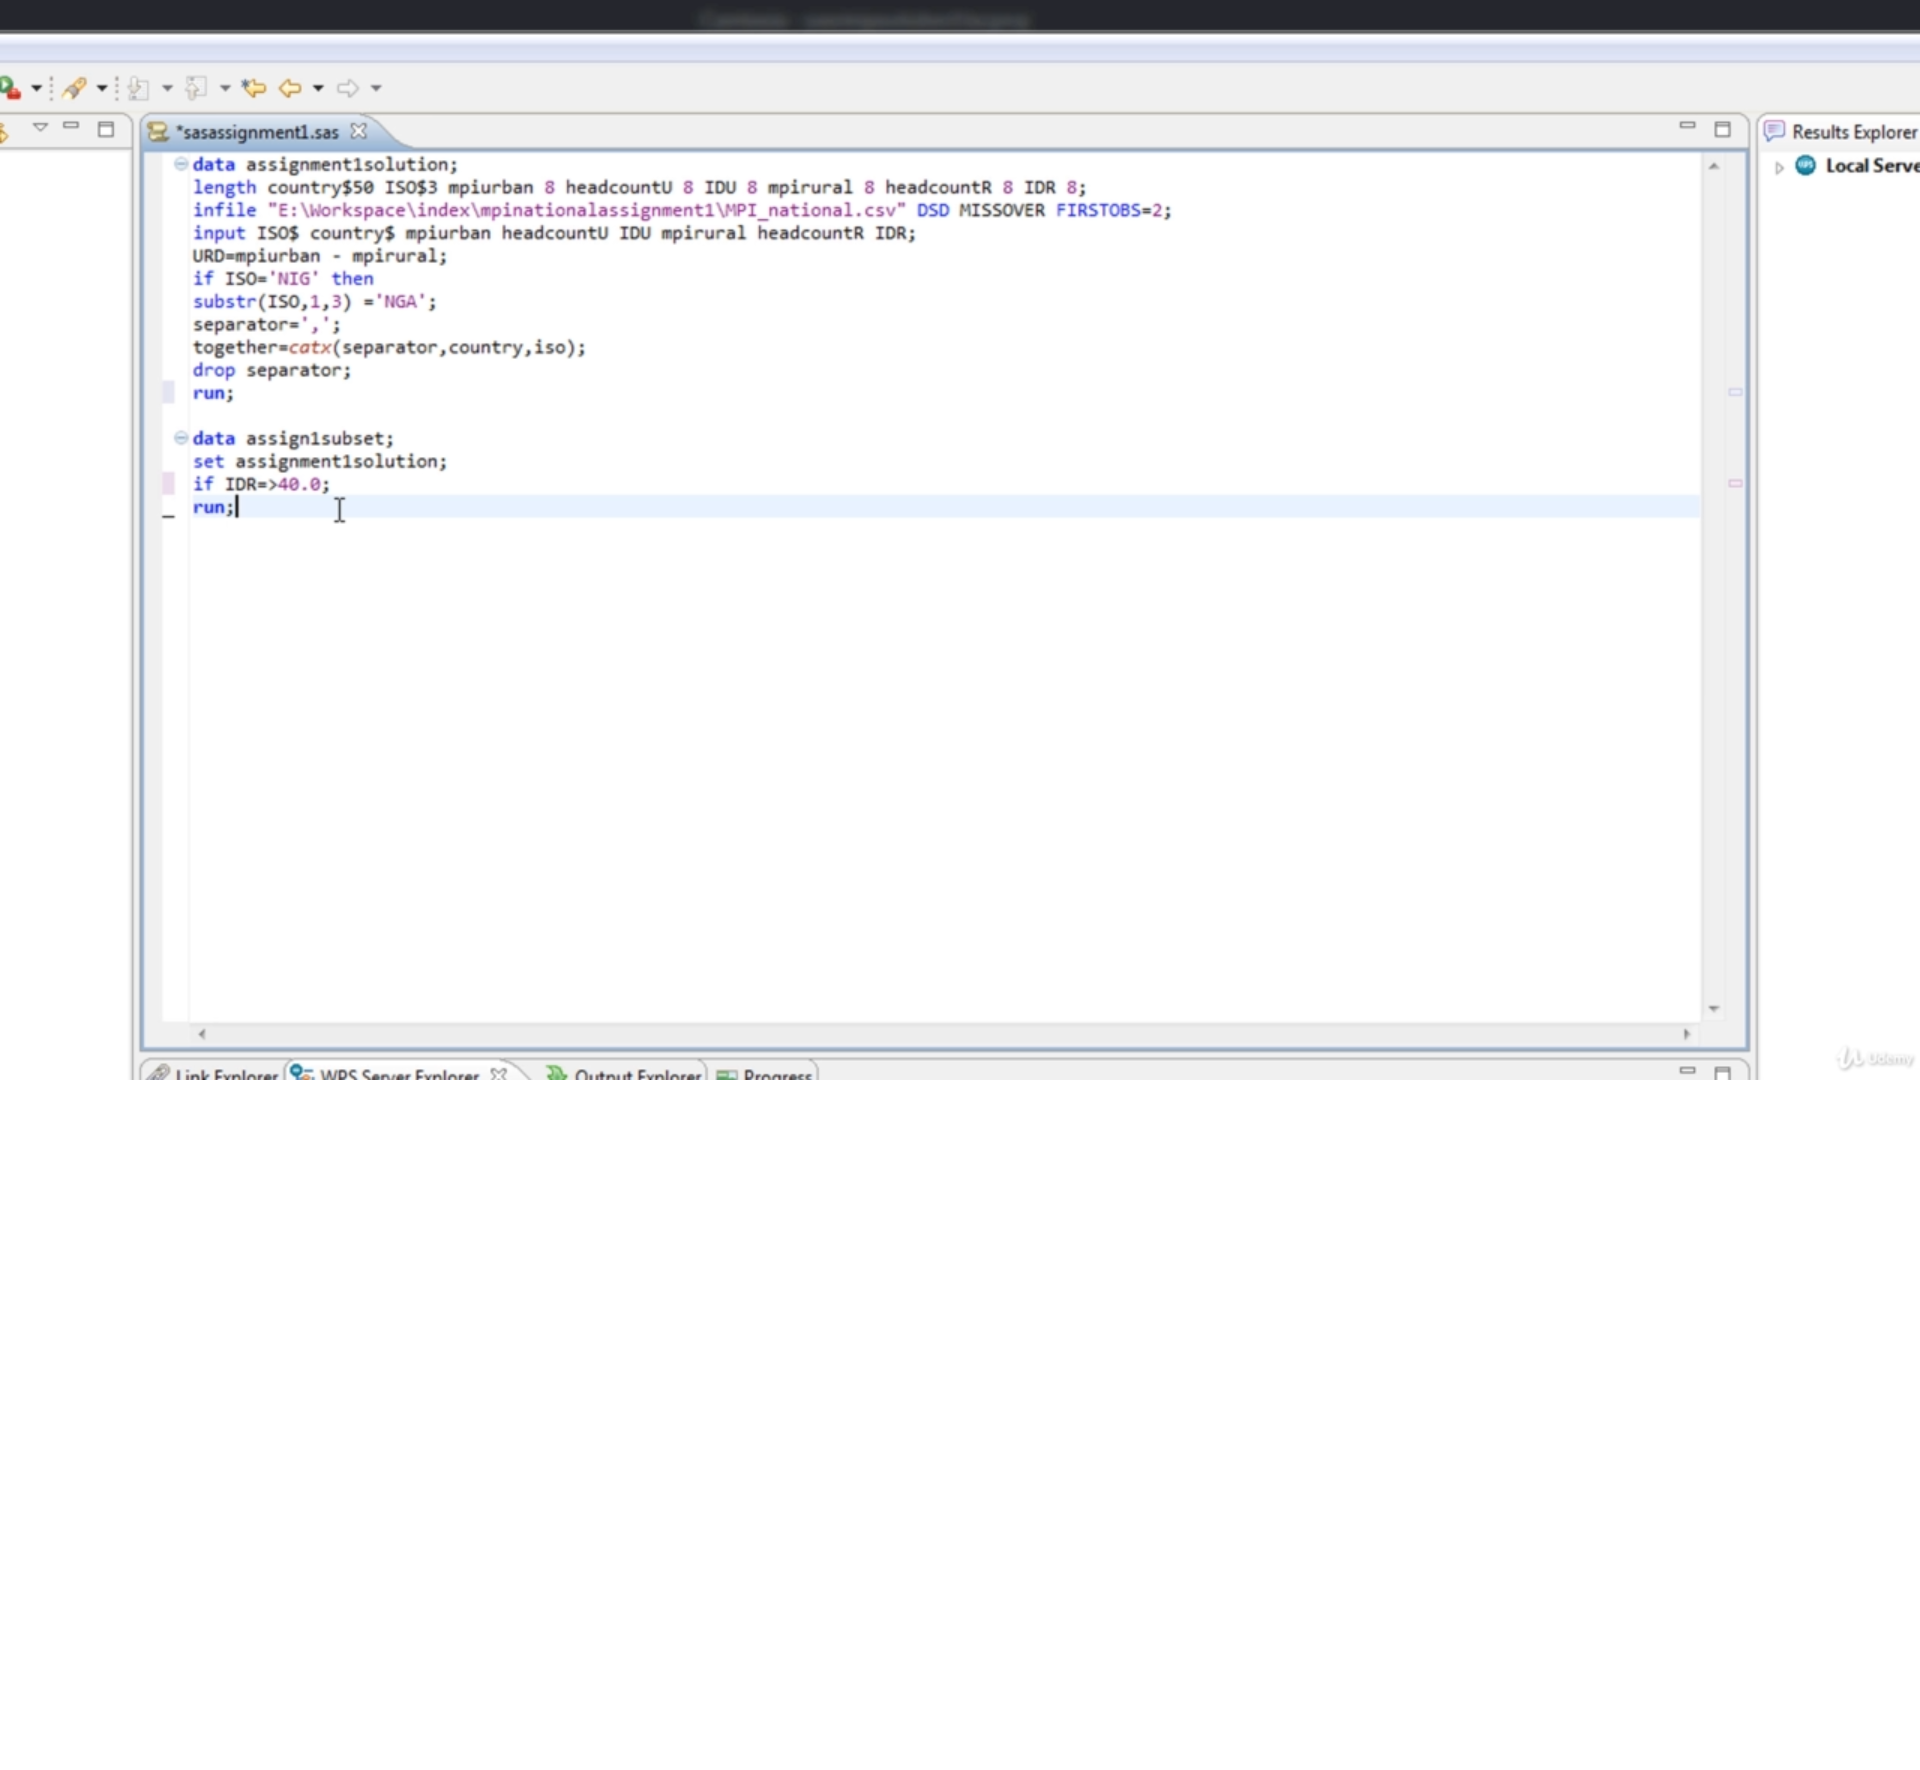 *sasassignment1.sas
Results Explorer
Local Serve
data assignment1solution;
length country$50 ISO$3 mpiurban 8 headcountU 8 IDU 8 mpirural 8 headcountR 8 IDR 8;
infile "E:\Workspace\index\mpinationalassignment1\MPI_national.csv" DSD MISSOVER FIRSTOBS=2;
input ISO$ country$ mpiurban headcountU IDU mpirural headcountR IDR;
URD=mpiurban - mpirural;
if ISO='NIG' then
substr(ISO,1,3) ='NGA';
separator=',';
together=catx(separator,country,iso);
drop separator;
run;
data assign1subset;
set assignment1solution;
if IDR=>40.0;
run;
Link Explorer WPS Server Explorer Output Explorer Progress
Udemy